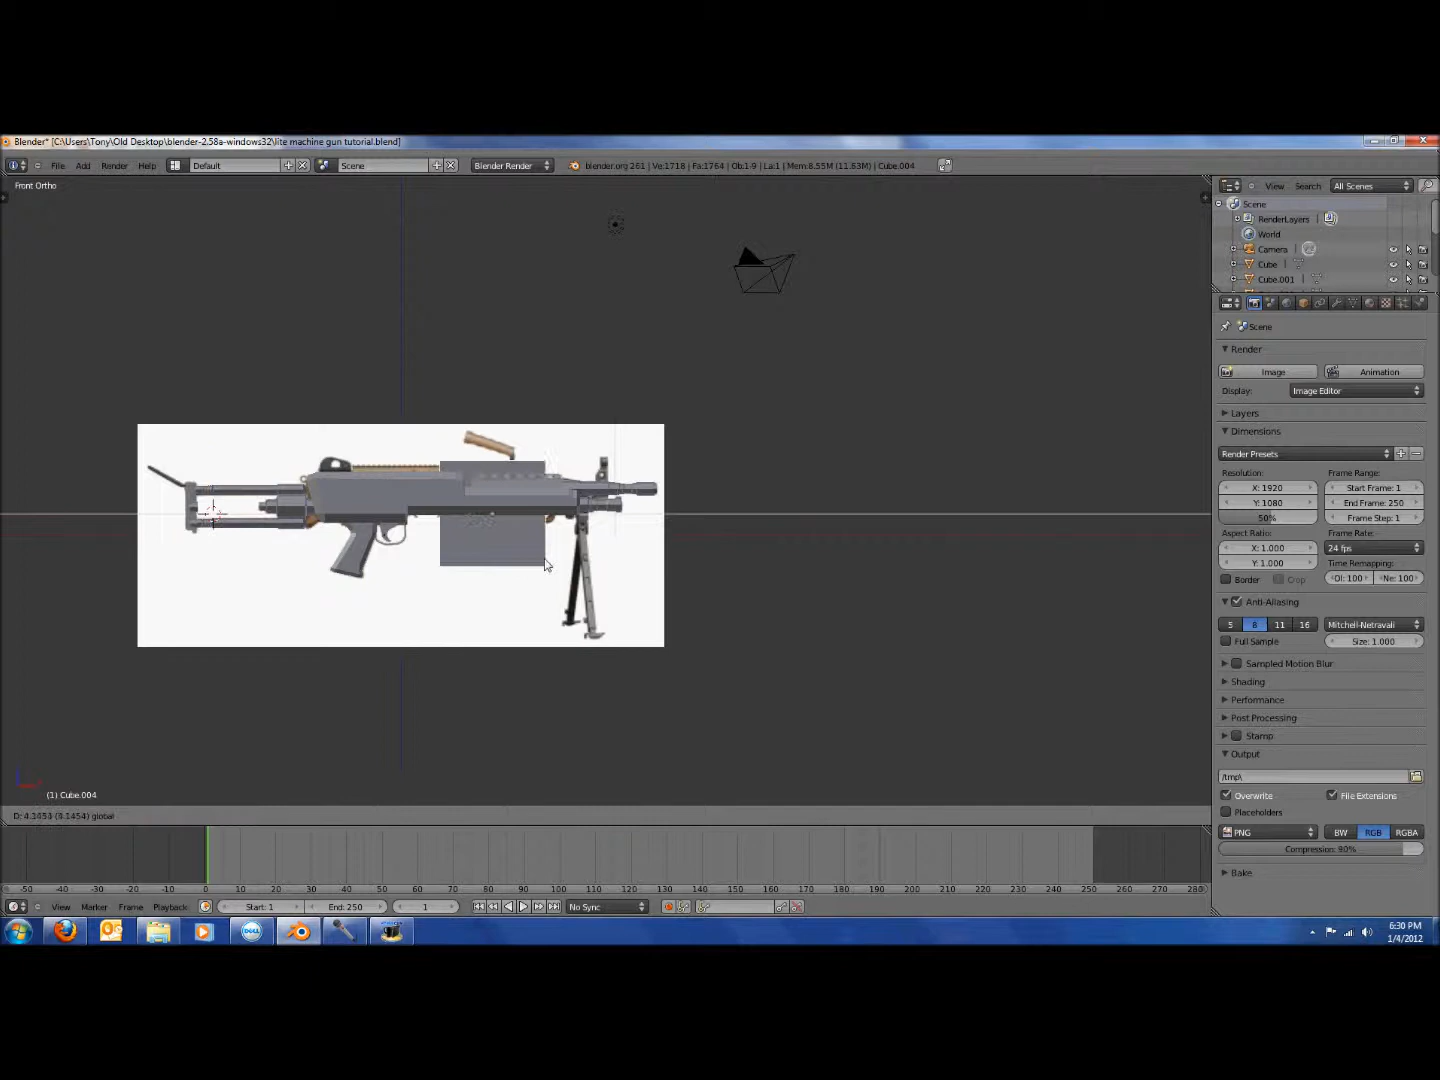 Blender* [C:\Users\Tony\Old Desktop\blender-2.58a-windows32\lite machine gun tutorial.blend]
File Add Render Help Default Scene Blender Render blender.org 261 | Ve:1718 | Fa:1764 | Ob:1-9 | La:1 | Mem:8.55M (11.63M) | Cube.004
Front Ortho
View Search All Scenes
Scene
RenderLayers
World
Camera
Cube
Cube.001
Scene
Render
Image Animation
Display: Image Editor
Layers
Dimensions
Render Presets
Resolution: Frame Range:
X: 1920 Start Frame: 1
Y: 1080 End Frame: 250
50% Frame Step: 1
Aspect Ratio: Frame Rate:
X: 1.000 24 fps
Y: 1.000 Time Remapping:
Border Crop Ol: 100 Ne: 100
Anti-Aliasing
5 8 11 16 Mitchell-Netravali
Full Sample Size: 1.000
Sampled Motion Blur
Shading
Performance
Post Processing
Stamp
Output
/tmp\
Overwrite File Extensions
Placeholders
PNG BW RGB RGBA
Compression: 90%
Bake
(1) Cube.004
-50 -40 -30 -20 -10 0 10 20 30 40 50 60 70 80 90 100 110 120 130 140 150 160 170 180 190 200 210 220 230 240 250 260 270 280
View Marker Frame Playback Start: 1 End: 250 1 No Sync
DELL
6:30 PM
1/4/2012